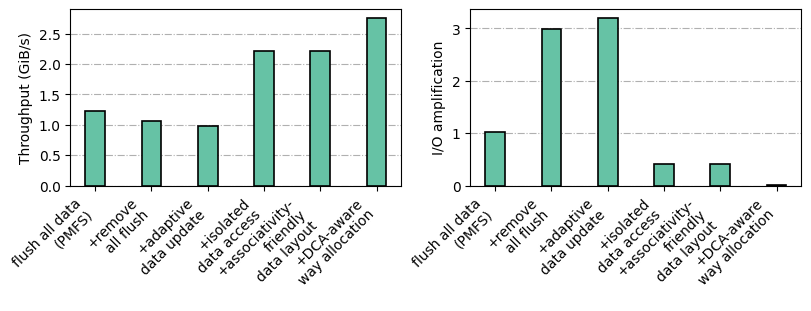 Throughput (GiB/s)
2.5
2.0
1.5
1.0
0.5
0.0
flush all data
(PMFS)
+remove
all flush
+adaptive
data update
+isolated
data access
+associativity-
friendly
data layout
+DCA-aware
way allocation
I/O amplification
3
2
1
0
flush all data
(PMFS)
+remove
all flush
+adaptive
data update
+isolated
data access
+associativity-
friendly
data layout
+DCA-aware
way allocation